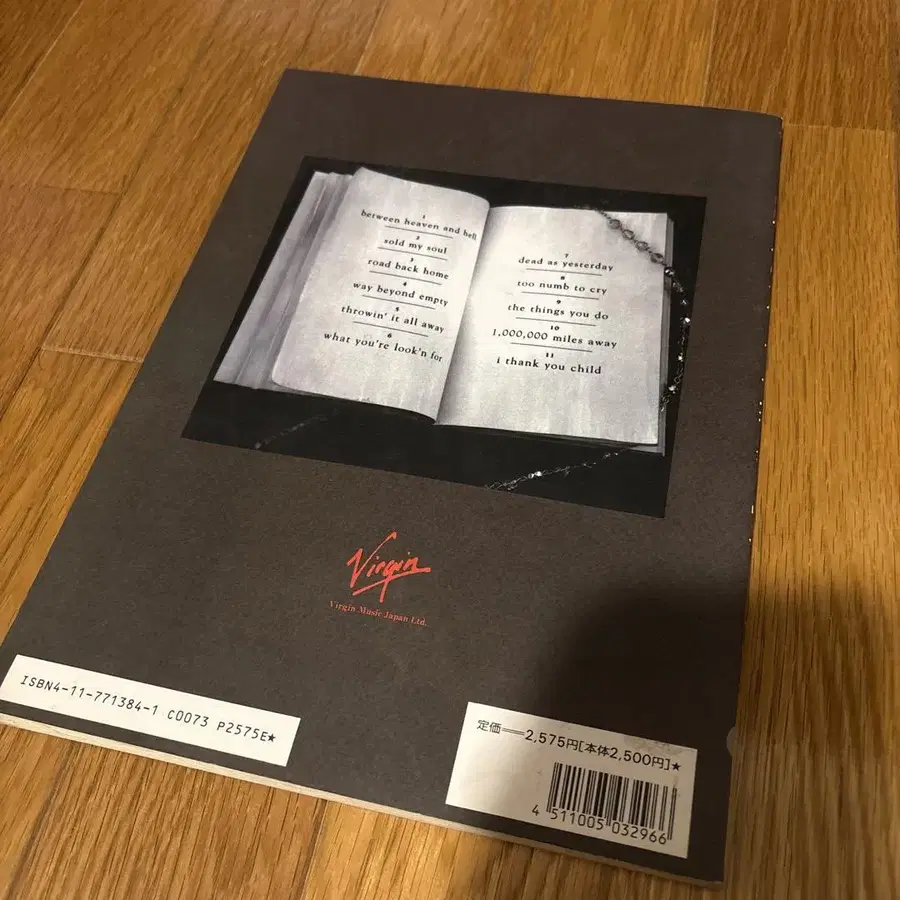 1
between heaven and hell
2
sold my soul
3
road back home
4
way beyond empty
5
throwin' it all away
6
what you're look'n for
7
dead as yesterday
8
too numb to cry
9
the things you do
10
1,000,000 miles away
11
i thank you child
Virgin
Virgin Music Japan Ltd.
ISBN4-11-771384-1 C0073 P2575E★
定価――2,575円[本体2,500円]★
4 511005 032966